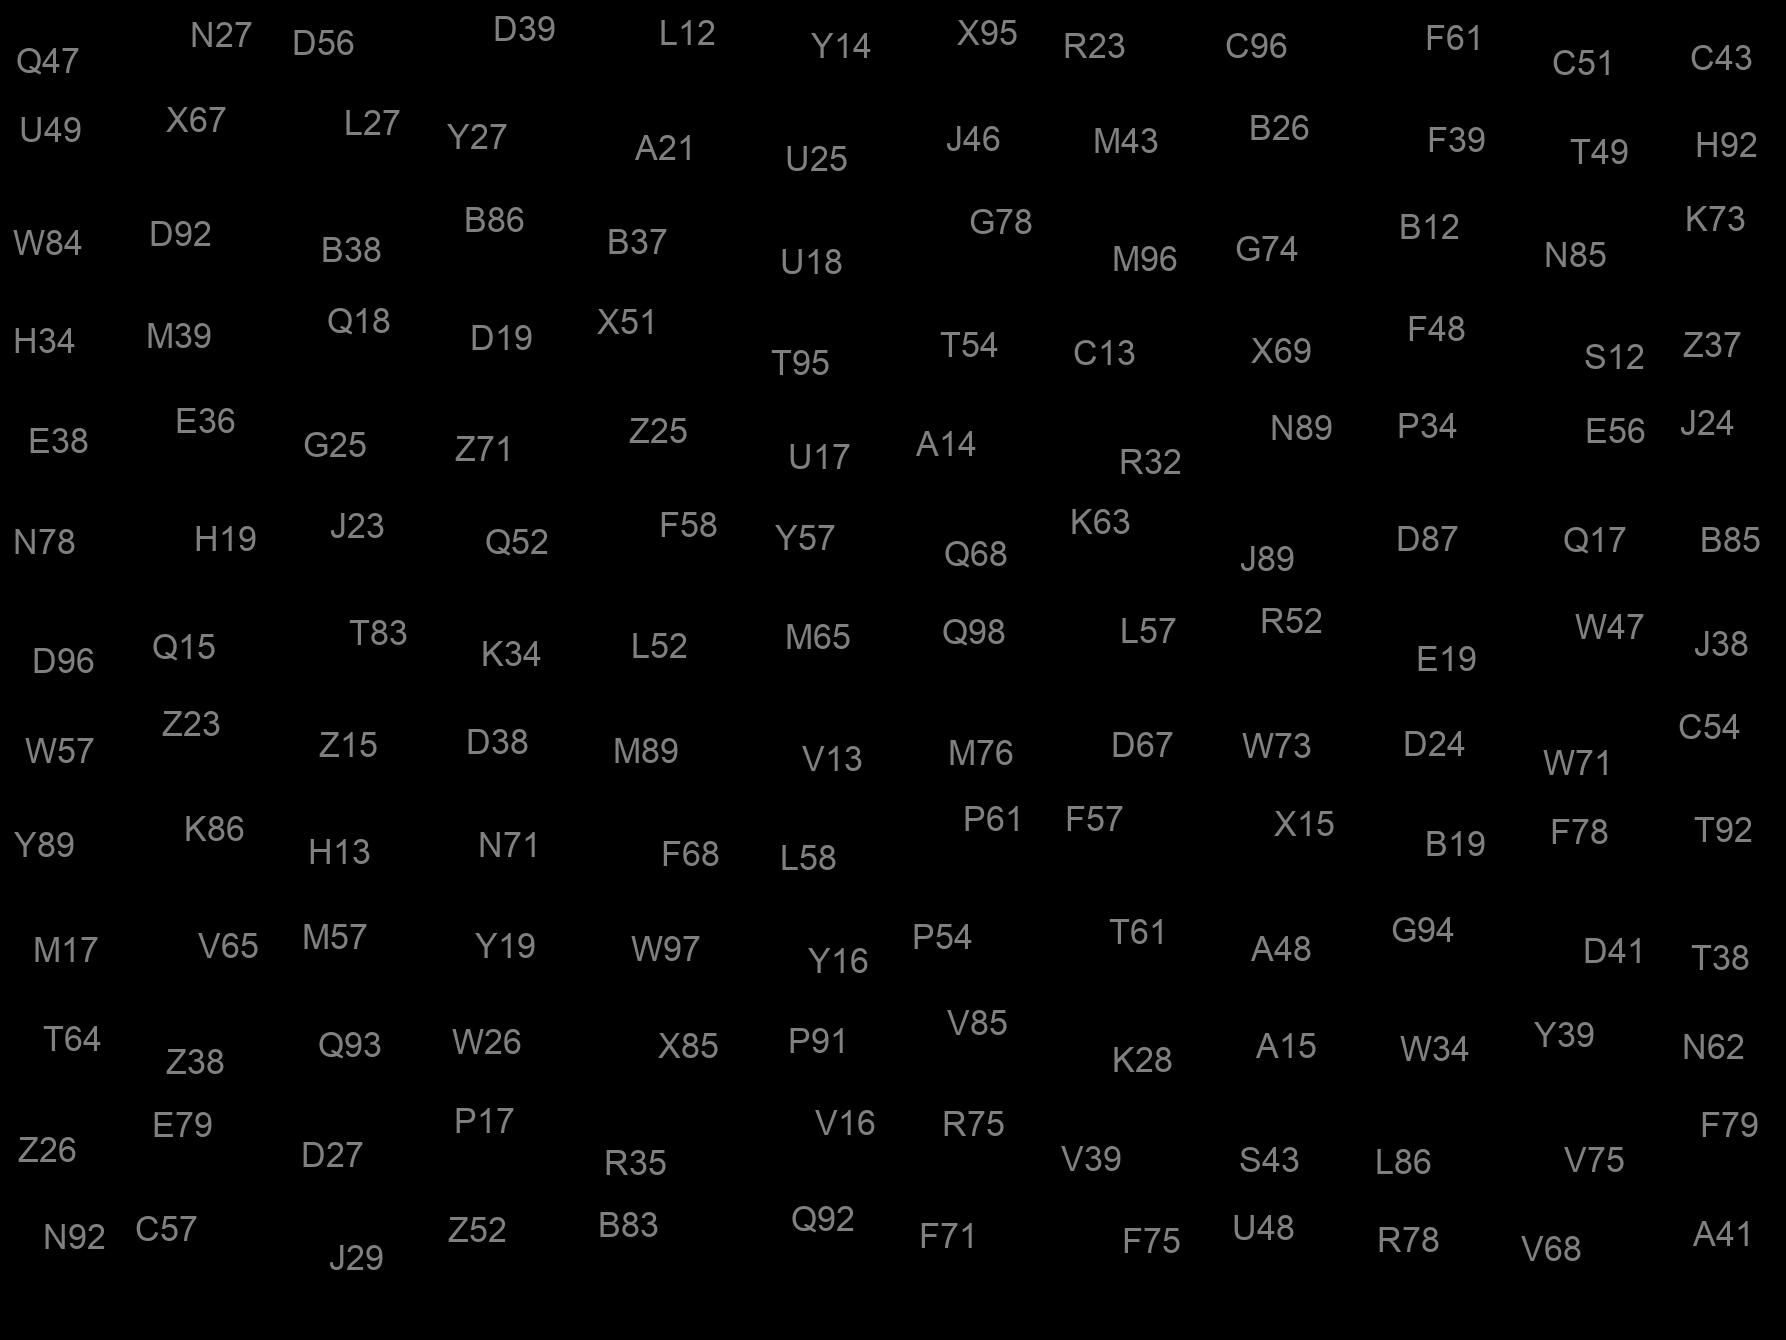 Q47 N27 D56 D39 L12 Y14 X95 R23 C96 F61 C51 C43
U49 X67 L27 Y27 A21 U25 J46 M43 B26 F39 T49 H92
W84 D92 B38 B86 B37 U18 G78 M96 G74 B12 N85 K73
H34 M39 Q18 D19 X51 T95 T54 C13 X69 F48 S12 Z37
E38 E36 G25 Z71 Z25 U17 A14 R32 N89 P34 E56 J24
N78 H19 J23 Q52 F58 Y57 Q68 K63 J89 D87 Q17 B85
D96 Q15 T83 K34 L52 M65 Q98 L57 R52 E19 W47 J38
W57 Z23 Z15 D38 M89 V13 M76 D67 W73 D24 W71 C54
Y89 K86 H13 N71 F68 L58 P61 F57 X15 B19 F78 T92
M17 V65 M57 Y19 W97 Y16 P54 T61 A48 G94 D41 T38
T64 Z38 Q93 W26 X85 P91 V85 K28 A15 W34 Y39 N62
Z26 E79 D27 P17 R35 V16 R75 V39 S43 L86 V75 F79
N92 C57 J29 Z52 B83 Q92 F71 F75 U48 R78 V68 A41